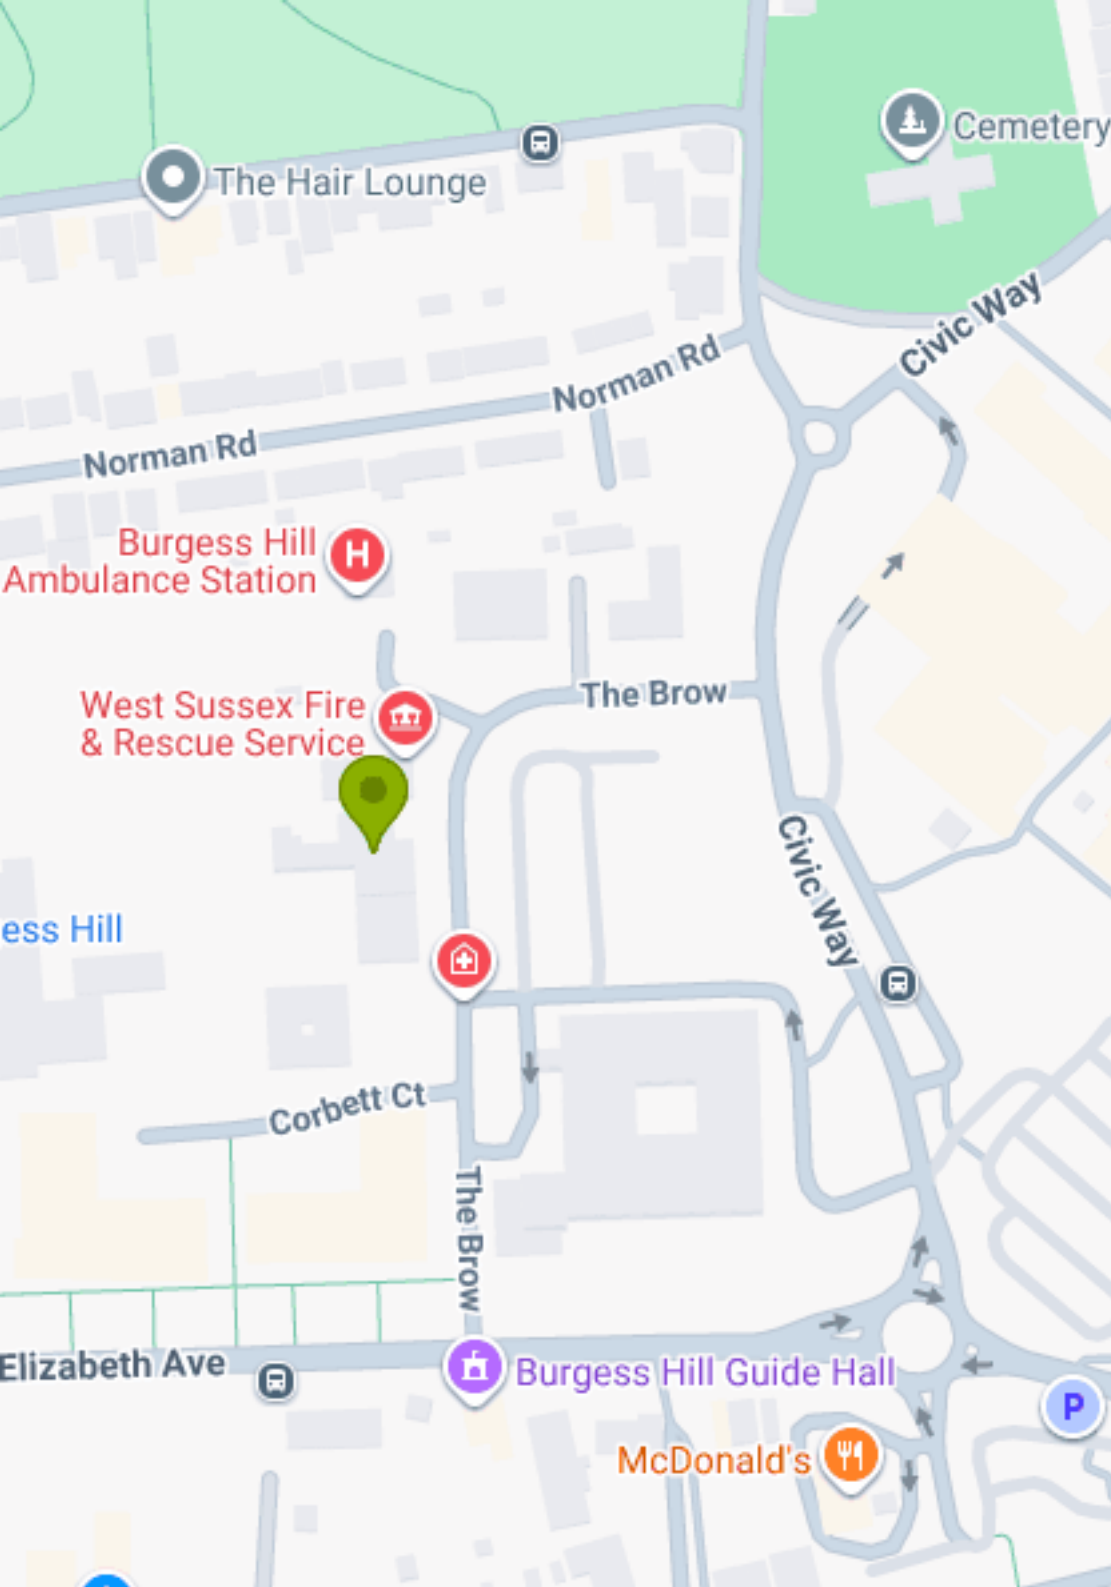 Cemetery
The Hair Lounge
Civic Way
Norman Rd
Norman Rd
Burgess Hill
Ambulance Station
H
The Brow
West Sussex Fire
& Rescue Service
Civic Way
ess Hill
Corbett Ct
The Brow
Elizabeth Ave
Burgess Hill Guide Hall
P
McDonald's